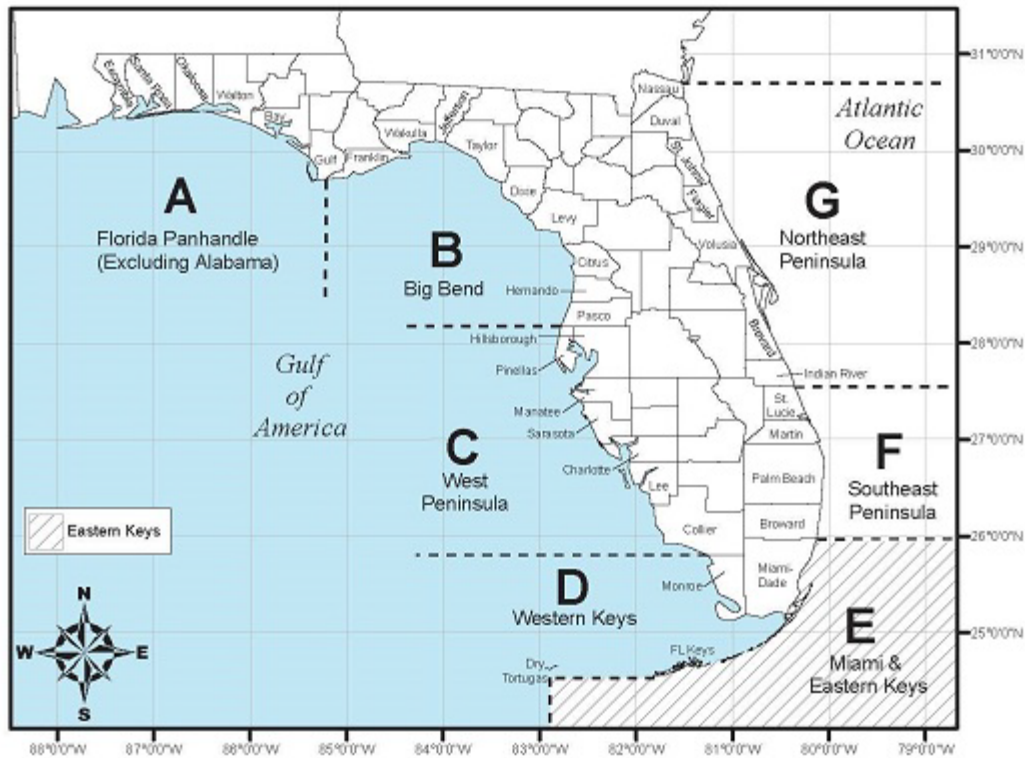 Escambia
Santa Rosa
Okaloosa
Walton
Bay
Gulf
Franklin
Wakulla
Jefferson
Taylor
Dixie
Levy
Citrus
Hernando
Pasco
Hillsborough
Pinellas
Manatee
Sarasota
Charlotte
Lee
Collier
Monroe
Nassau
Duval
St. Johns
Flagler
Volusia
Brevard
Indian River
St.
Lucie
Martin
Palm Beach
Broward
Miami-
Dade
FL Keys
Dry
Tortugas
Atlantic
Ocean
Gulf
of
America
A
Florida Panhandle
(Excluding Alabama)
B
Big Bend
C
West
Peninsula
D
Western Keys
E
Miami &
Eastern Keys
F
Southeast
Peninsula
G
Northeast
Peninsula
Eastern Keys
N
W E
S
31°0'0"N
30°0'0"N
29°0'0"N
28°0'0"N
27°0'0"N
26°0'0"N
25°0'0"N
88°0'0"W 87°0'0"W 86°0'0"W 85°0'0"W 84°0'0"W 83°0'0"W 82°0'0"W 81°0'0"W 80°0'0"W 79°0'0"W